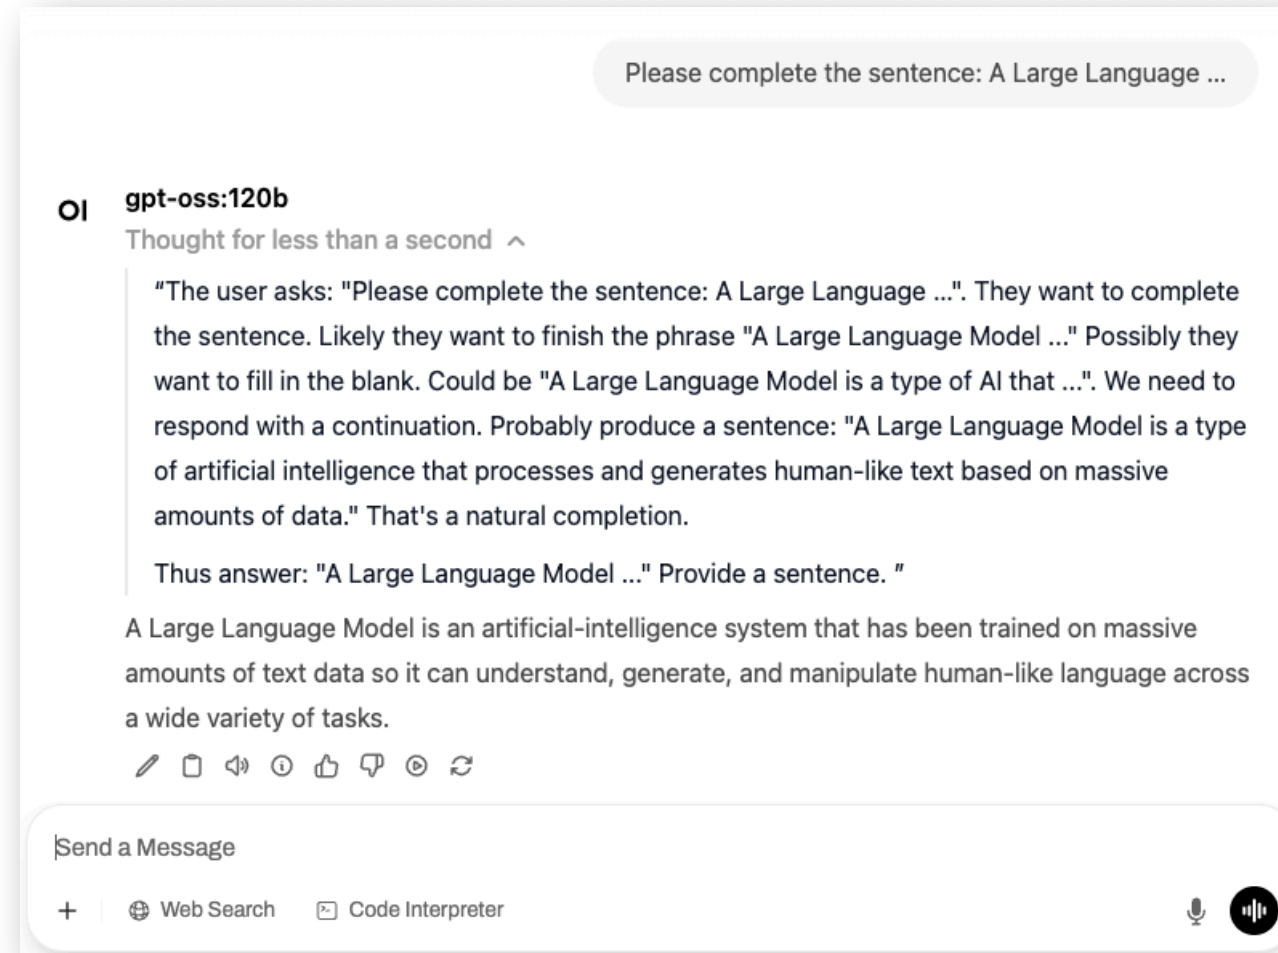 Please complete the sentence: A Large Language ...
OI
gpt-oss:120b
Thought for less than a second
“The user asks: "Please complete the sentence: A Large Language ...". They want to complete
the sentence. Likely they want to finish the phrase "A Large Language Model ..." Possibly they
want to fill in the blank. Could be "A Large Language Model is a type of AI that ...". We need to
respond with a continuation. Probably produce a sentence: "A Large Language Model is a type
of artificial intelligence that processes and generates human-like text based on massive
amounts of data." That's a natural completion.
Thus answer: "A Large Language Model ..." Provide a sentence. ”
A Large Language Model is an artificial-intelligence system that has been trained on massive
amounts of text data so it can understand, generate, and manipulate human-like language across
a wide variety of tasks.
Send a Message
Web Search Code Interpreter